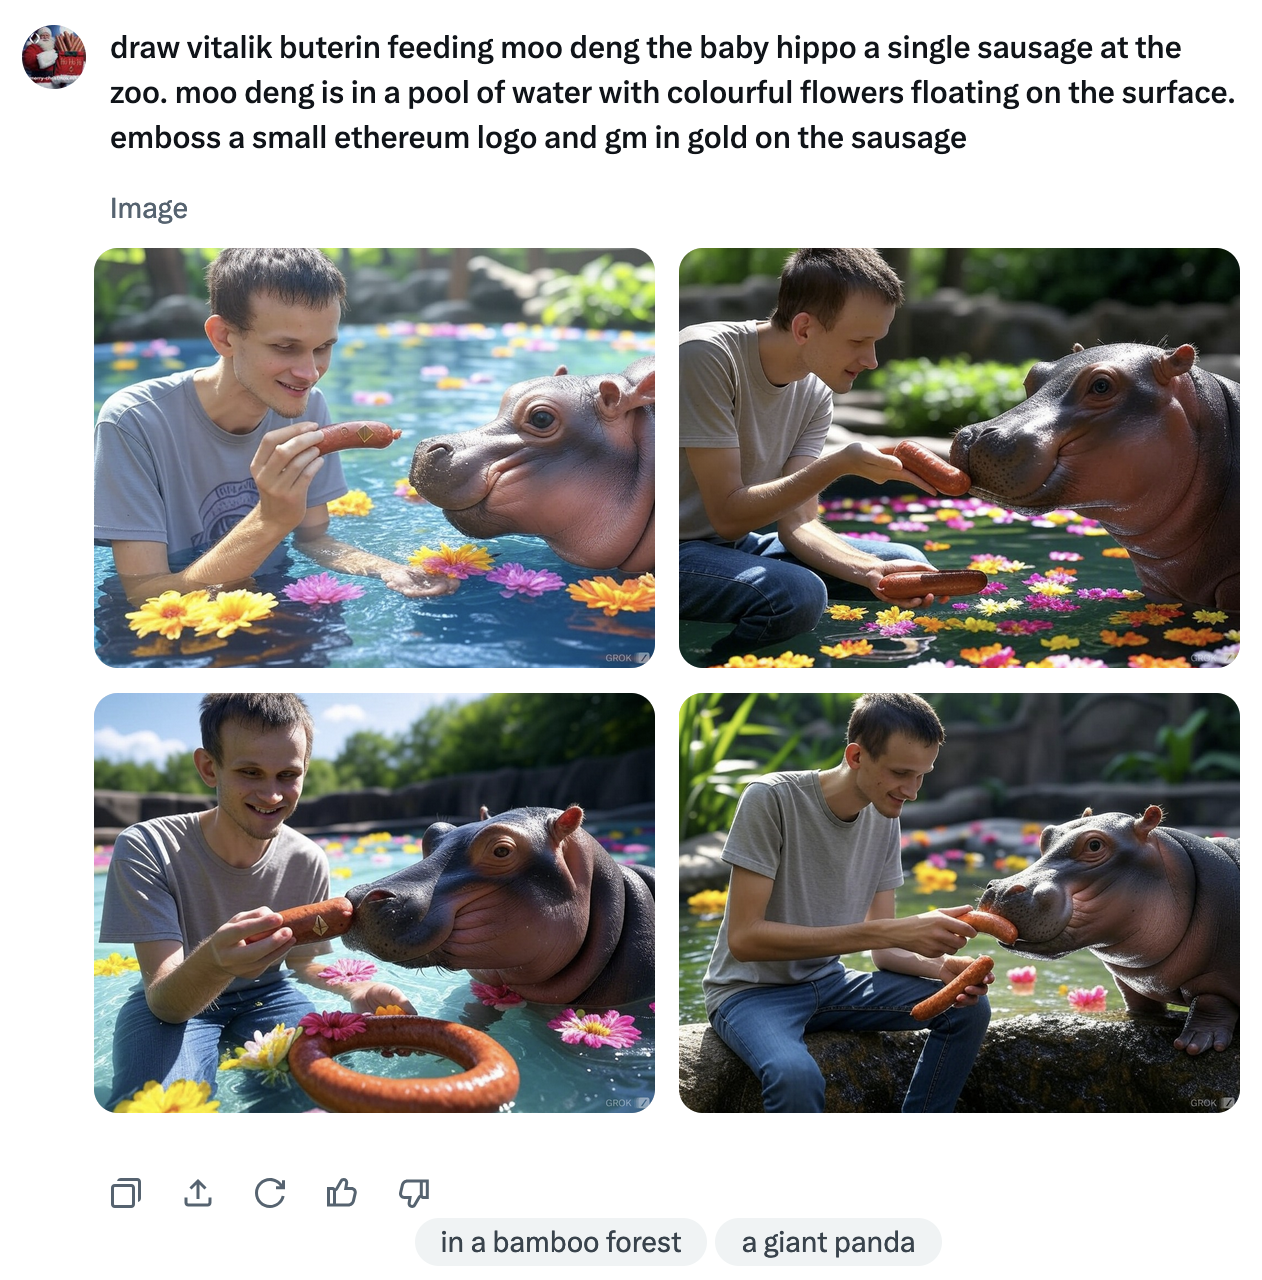 draw vitalik buterin feeding moo deng the baby hippo a single sausage at the
zoo. moo deng is in a pool of water with colourful flowers floating on the surface.
emboss a small ethereum logo and gm in gold on the sausage
Image
GROK
GROK
GROK
GROK
in a bamboo forest
a giant panda